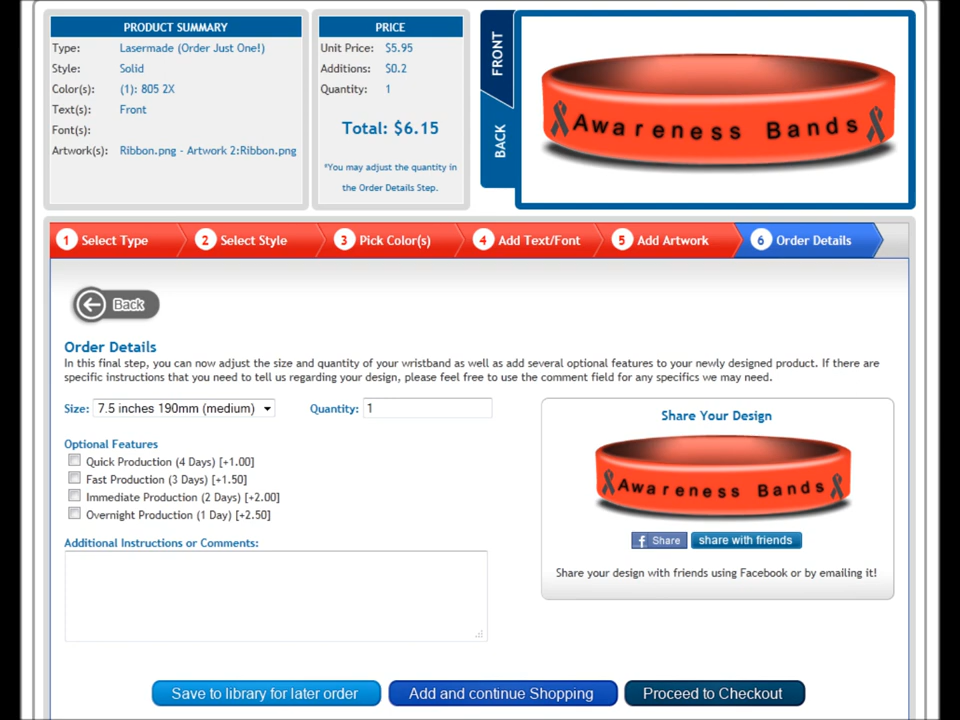 PRODUCT SUMMARY
Type: Lasermade (Order Just One!)
Style: Solid
Color(s): (1): 805 2X
Text(s): Front
Font(s):
Artwork(s): Ribbon.png - Artwork 2:Ribbon.png
PRICE
Unit Price: $5.95
Additions: $0.2
Quantity: 1
Total: $6.15
*You may adjust the quantity in
the Order Details Step.
FRONT
BACK
Awareness Bands
1 Select Type 2 Select Style 3 Pick Color(s) 4 Add Text/Font 5 Add Artwork 6 Order Details
Back
Order Details
In this final step, you can now adjust the size and quantity of your wristband as well as add several optional features to your newly designed product. If there are
specific instructions that you need to tell us regarding your design, please feel free to use the comment field for any specifics we may need.
Size: 7.5 inches 190mm (medium) Quantity: 1
Optional Features
Quick Production (4 Days) [+1.00]
Fast Production (3 Days) [+1.50]
Immediate Production (2 Days) [+2.00]
Overnight Production (1 Day) [+2.50]
Additional Instructions or Comments:
Share Your Design
Awareness Bands
f Share share with friends
Share your design with friends using Facebook or by emailing it!
Save to library for later order Add and continue Shopping Proceed to Checkout